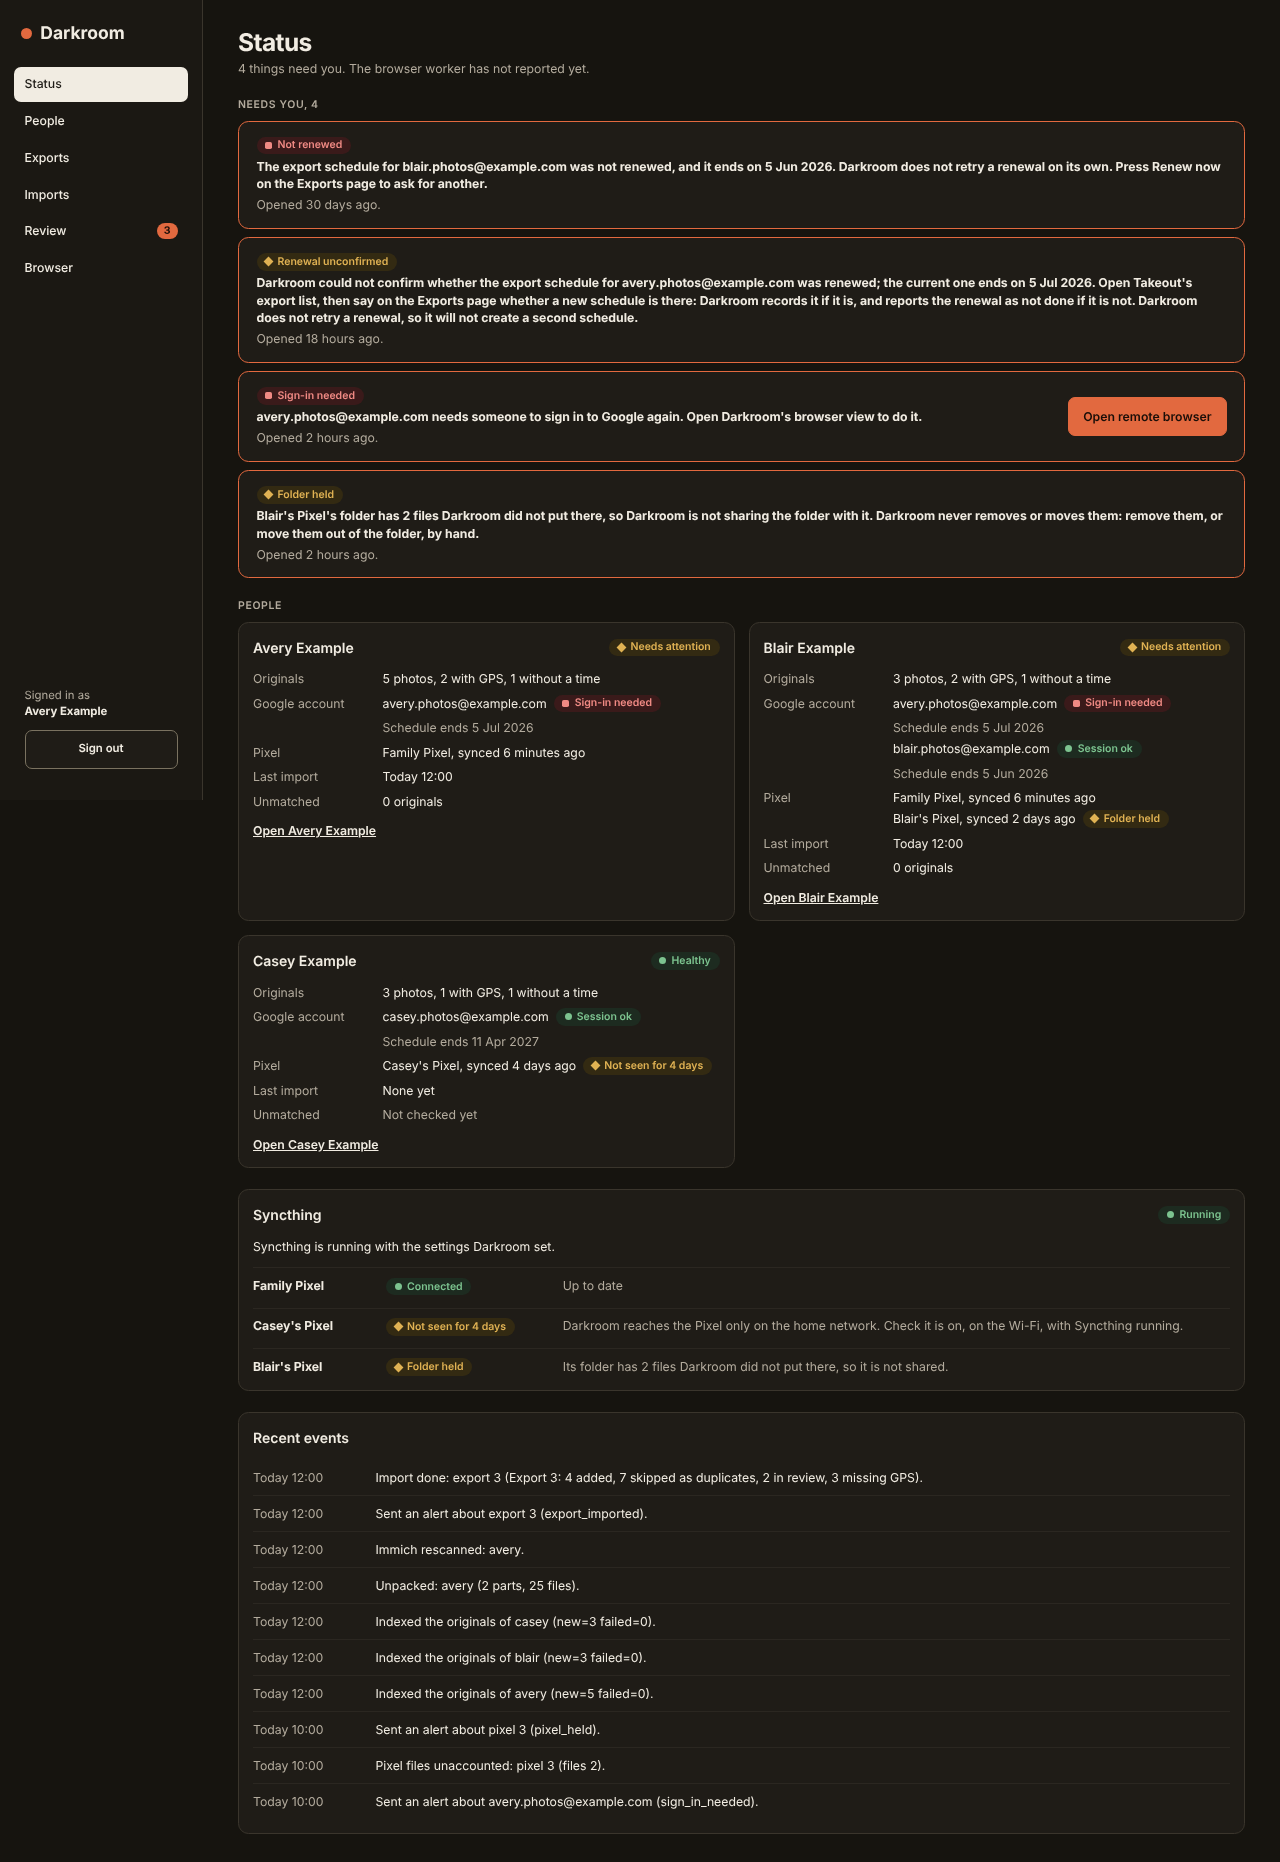 Darkroom
Status
People
Exports
Imports
Review 3
Browser
Signed in as
Avery Example
Sign out
Status
4 things need you. The browser worker has not reported yet.
NEEDS YOU, 4
Not renewed
The export schedule for blair.photos@example.com was not renewed, and it ends on 5 Jun 2026. Darkroom does not retry a renewal on its own. Press Renew now
on the Exports page to ask for another.
Opened 30 days ago.
Renewal unconfirmed
Darkroom could not confirm whether the export schedule for avery.photos@example.com was renewed; the current one ends on 5 Jul 2026. Open Takeout's
export list, then say on the Exports page whether a new schedule is there: Darkroom records it if it is, and reports the renewal as not done if it is not. Darkroom
does not retry a renewal, so it will not create a second schedule.
Opened 18 hours ago.
Sign-in needed
avery.photos@example.com needs someone to sign in to Google again. Open Darkroom's browser view to do it.
Opened 2 hours ago.
Open remote browser
Folder held
Blair's Pixel's folder has 2 files Darkroom did not put there, so Darkroom is not sharing the folder with it. Darkroom never removes or moves them: remove them, or
move them out of the folder, by hand.
Opened 2 hours ago.
PEOPLE
Avery Example Needs attention
Originals 5 photos, 2 with GPS, 1 without a time
Google account avery.photos@example.com Sign-in needed
Schedule ends 5 Jul 2026
Pixel Family Pixel, synced 6 minutes ago
Last import Today 12:00
Unmatched 0 originals
Open Avery Example
Blair Example Needs attention
Originals 3 photos, 2 with GPS, 1 without a time
Google account avery.photos@example.com Sign-in needed
Schedule ends 5 Jul 2026
blair.photos@example.com Session ok
Schedule ends 5 Jun 2026
Pixel Family Pixel, synced 6 minutes ago
Blair's Pixel, synced 2 days ago Folder held
Last import Today 12:00
Unmatched 0 originals
Open Blair Example
Casey Example Healthy
Originals 3 photos, 1 with GPS, 1 without a time
Google account casey.photos@example.com Session ok
Schedule ends 11 Apr 2027
Pixel Casey's Pixel, synced 4 days ago Not seen for 4 days
Last import None yet
Unmatched Not checked yet
Open Casey Example
Syncthing Running
Syncthing is running with the settings Darkroom set.
Family Pixel Connected Up to date
Casey's Pixel Not seen for 4 days Darkroom reaches the Pixel only on the home network. Check it is on, on the Wi-Fi, with Syncthing running.
Blair's Pixel Folder held Its folder has 2 files Darkroom did not put there, so it is not shared.
Recent events
Today 12:00 Import done: export 3 (Export 3: 4 added, 7 skipped as duplicates, 2 in review, 3 missing GPS).
Today 12:00 Sent an alert about export 3 (export_imported).
Today 12:00 Immich rescanned: avery.
Today 12:00 Unpacked: avery (2 parts, 25 files).
Today 12:00 Indexed the originals of casey (new=3 failed=0).
Today 12:00 Indexed the originals of blair (new=3 failed=0).
Today 12:00 Indexed the originals of avery (new=5 failed=0).
Today 10:00 Sent an alert about pixel 3 (pixel_held).
Today 10:00 Pixel files unaccounted: pixel 3 (files 2).
Today 10:00 Sent an alert about avery.photos@example.com (sign_in_needed).